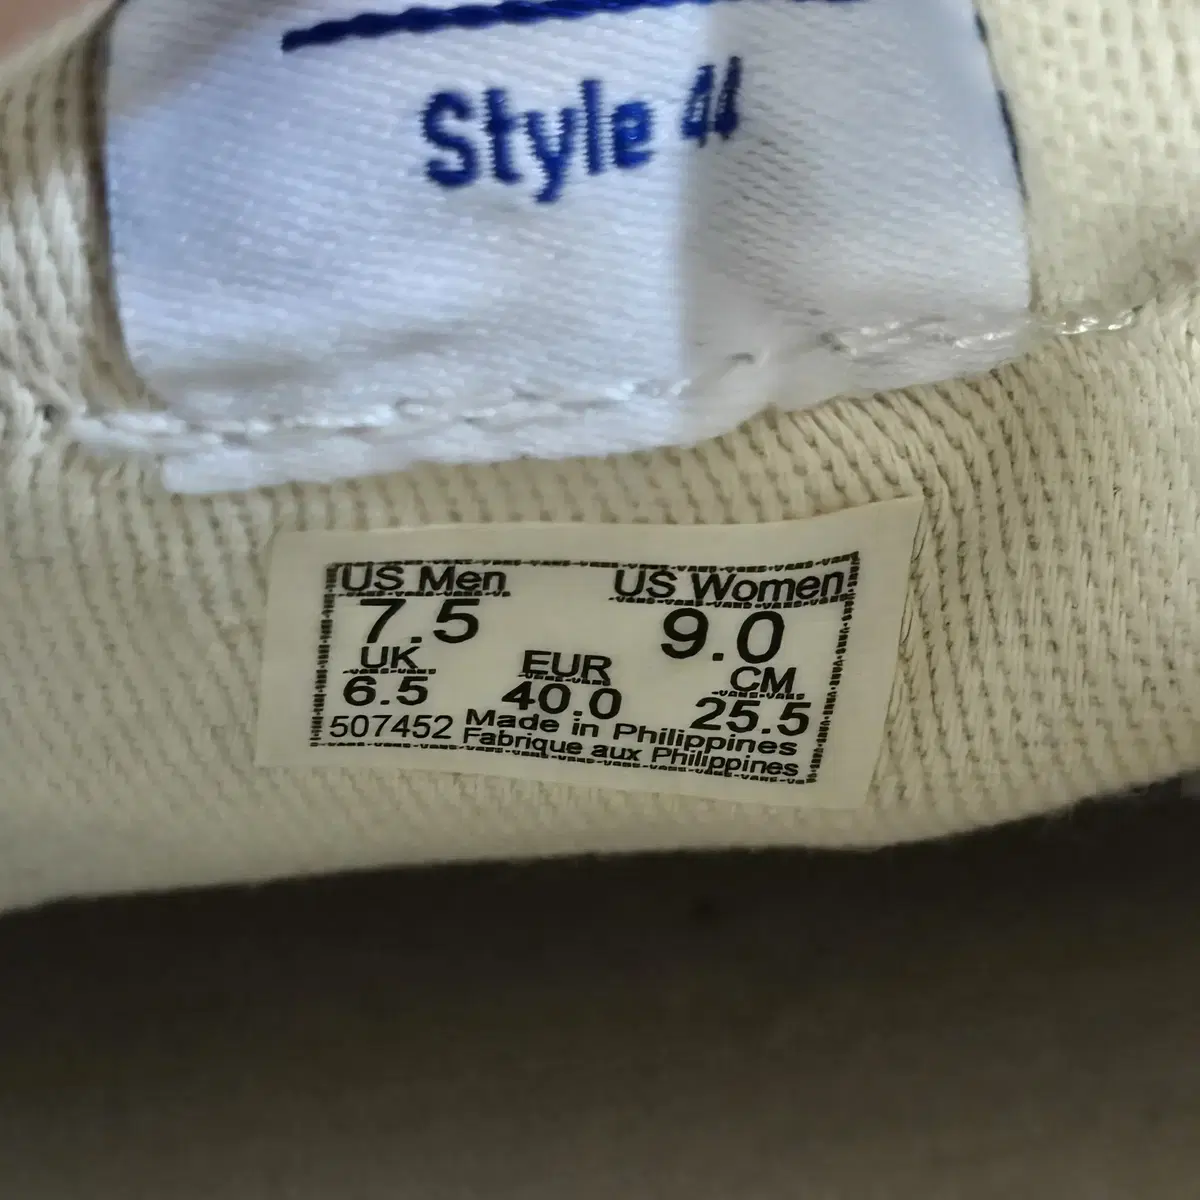 Style 44
US Men US Women
7.5 9.0
UK EUR CM
6.5 40.0 25.5
507452 Made in Philippines
Fabrique aux Philippines